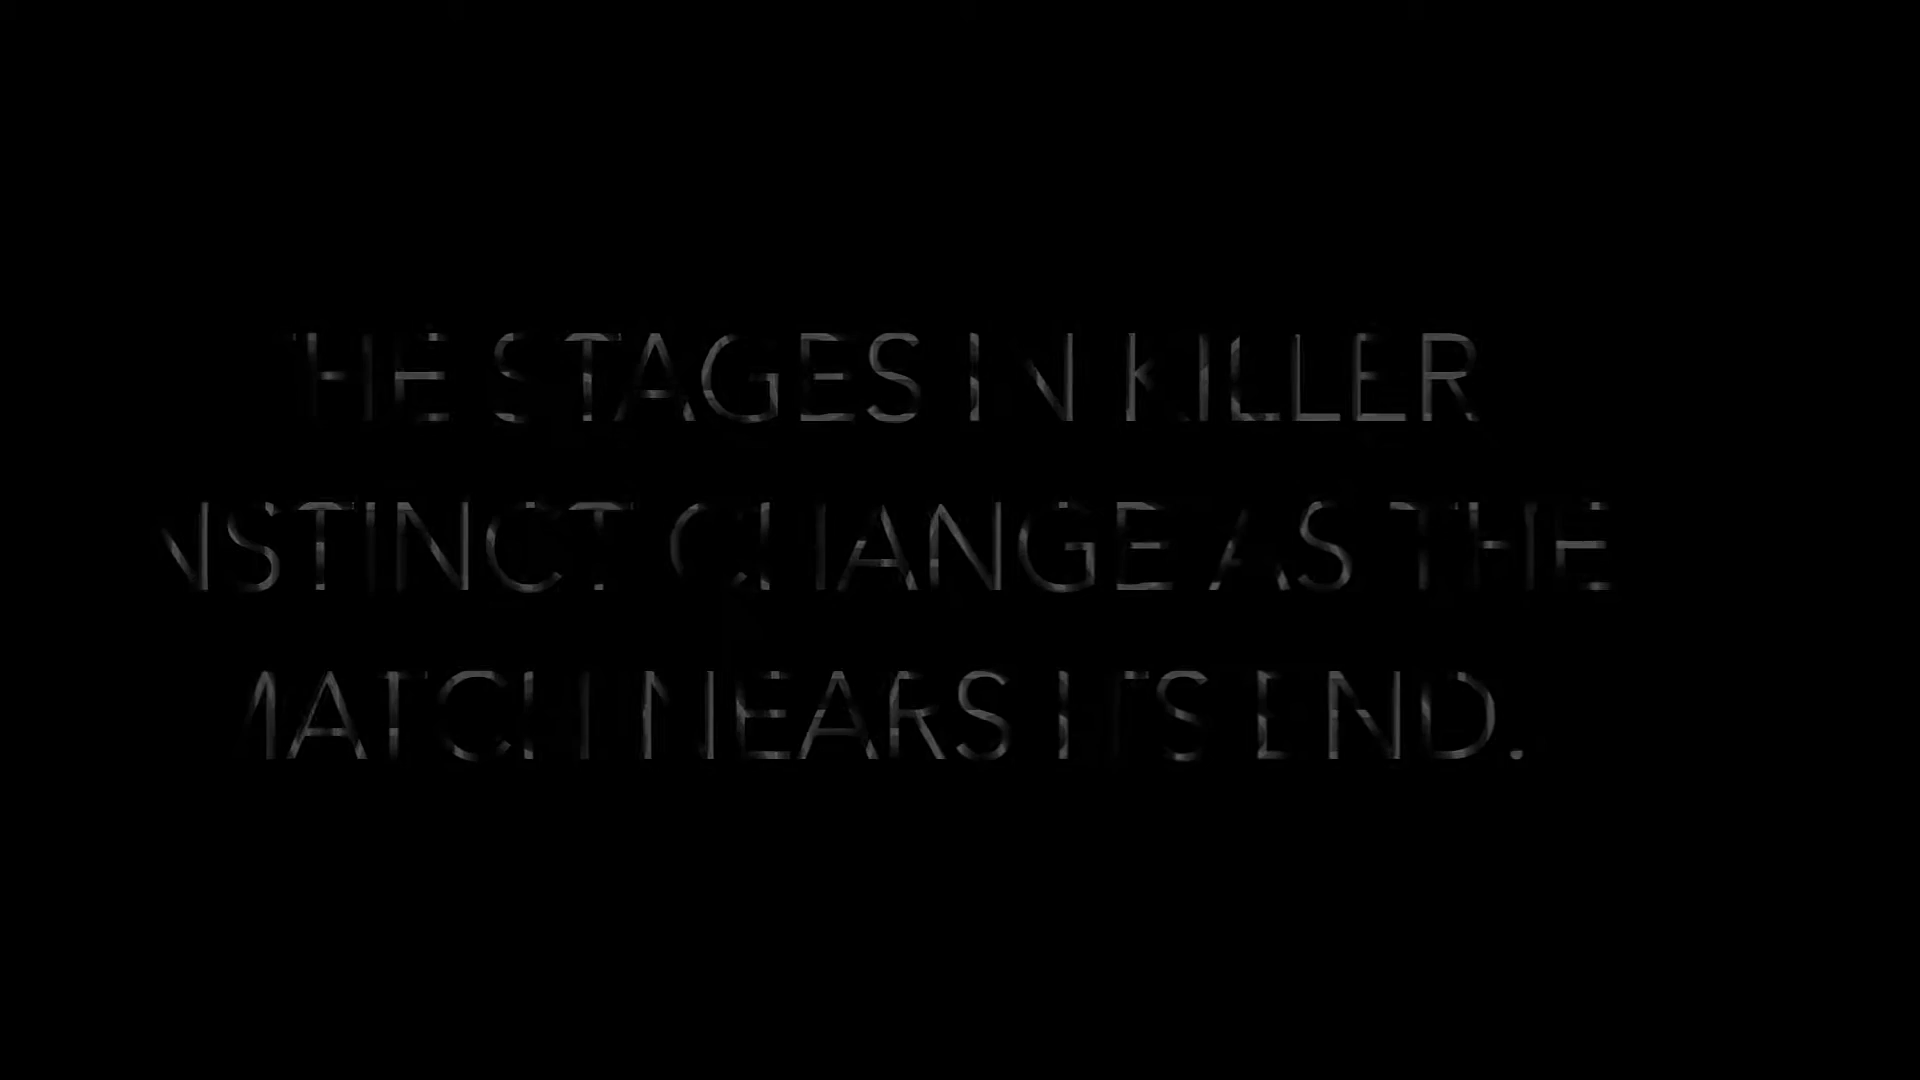 THE STAGES IN KILLER
INSTINCT CHANGE AS THE
MATCH NEARS ITS END.